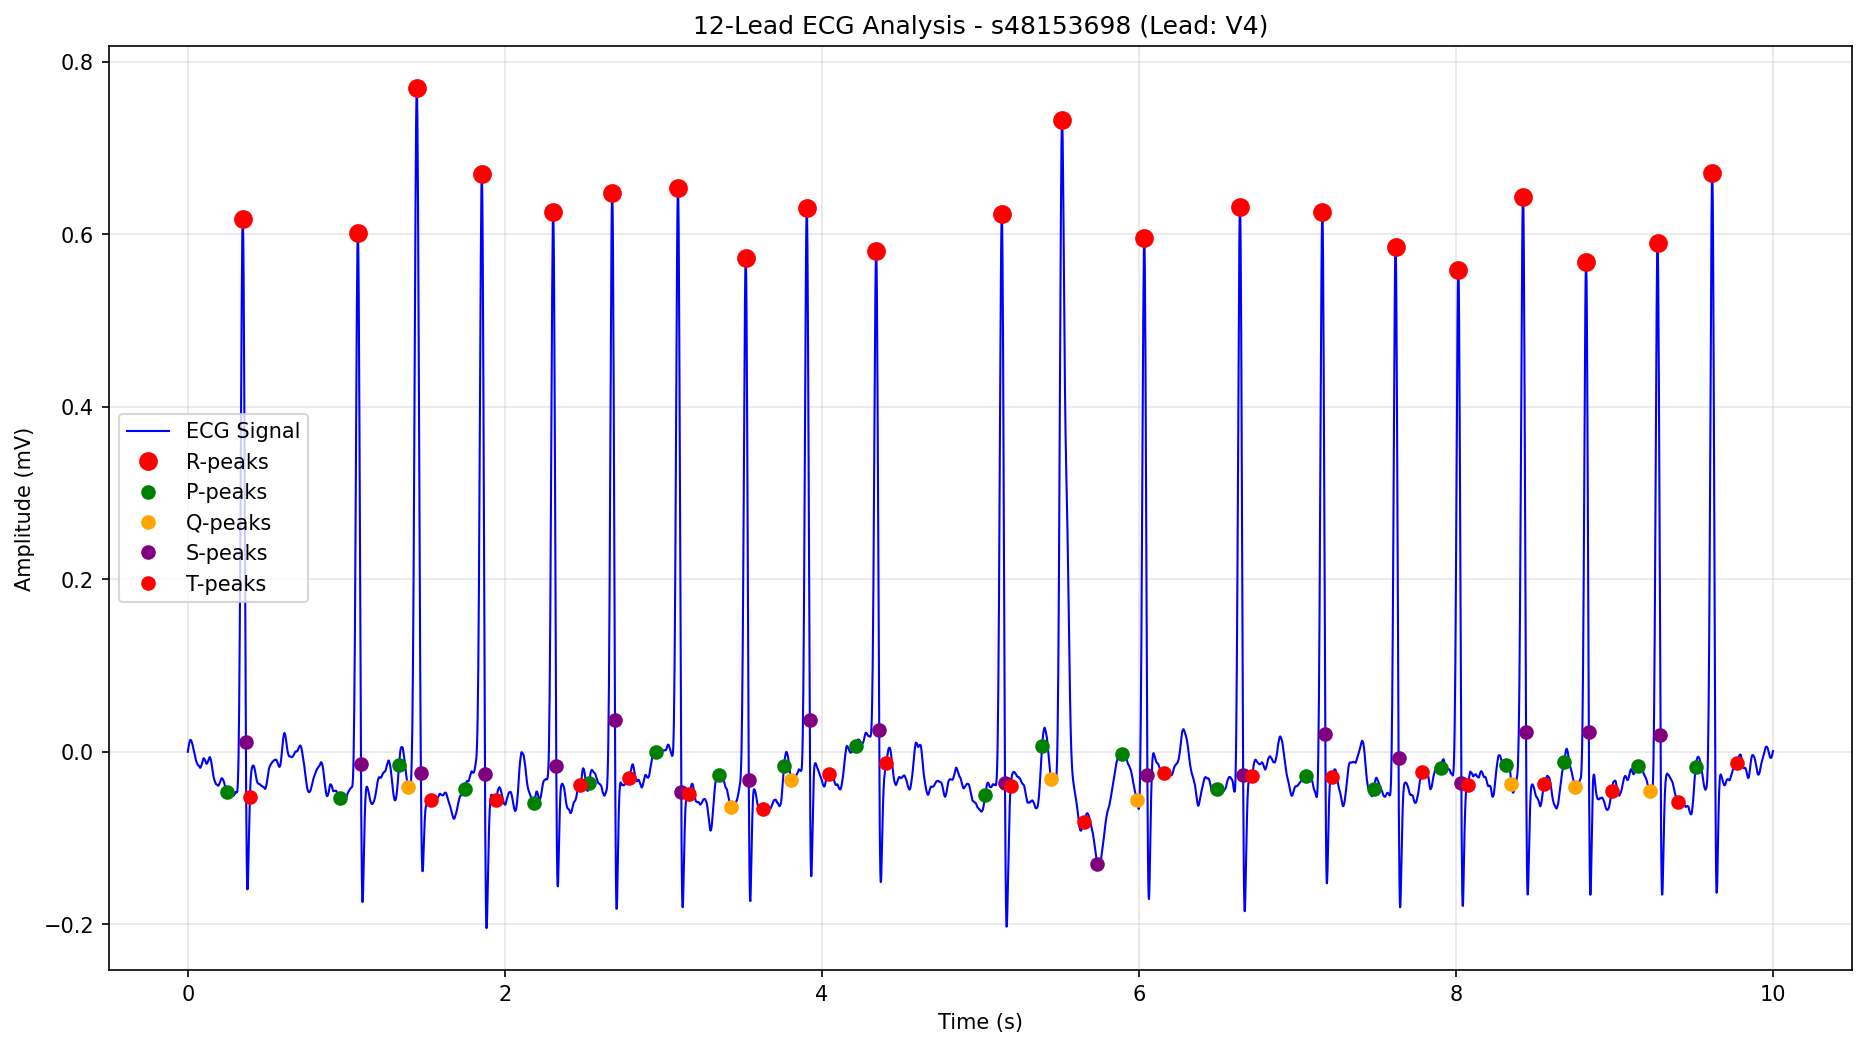 12-Lead ECG Analysis - s48153698 (Lead: V4)
0.8
0.6
0.4
0.2
0.0
−0.2
Amplitude (mV)
ECG Signal
R-peaks
P-peaks
Q-peaks
S-peaks
T-peaks
0 2 4 6 8 10
Time (s)